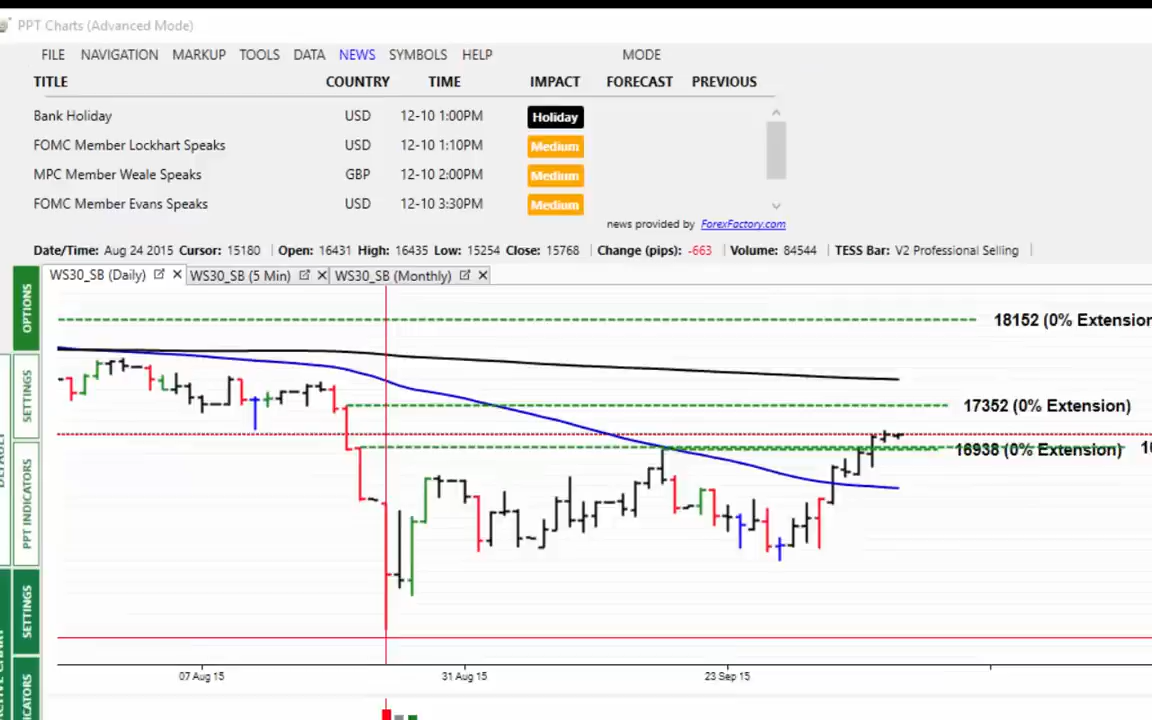 PPT Charts (Advanced Mode)
FILE NAVIGATION MARKUP TOOLS DATA NEWS SYMBOLS HELP MODE
TITLE COUNTRY TIME IMPACT FORECAST PREVIOUS
Bank Holiday USD 12-10 1:00PM Holiday
FOMC Member Lockhart Speaks USD 12-10 1:10PM Medium
MPC Member Weale Speaks GBP 12-10 2:00PM Medium
FOMC Member Evans Speaks USD 12-10 3:30PM Medium
news provided by ForexFactory.com
Date/Time: Aug 24 2015 Cursor: 15180 Open: 16431 High: 16435 Low: 15254 Close: 15768 Change (pips): -663 Volume: 84544 TESS Bar: V2 Professional Selling
WS30_SB (Daily) WS30_SB (5 Min) WS30_SB (Monthly)
OPTIONS
SETTINGS
PPT INDICATORS
SETTINGS
18152 (0% Extension
17352 (0% Extension)
16938 (0% Extension)
07 Aug 15 31 Aug 15 23 Sep 15